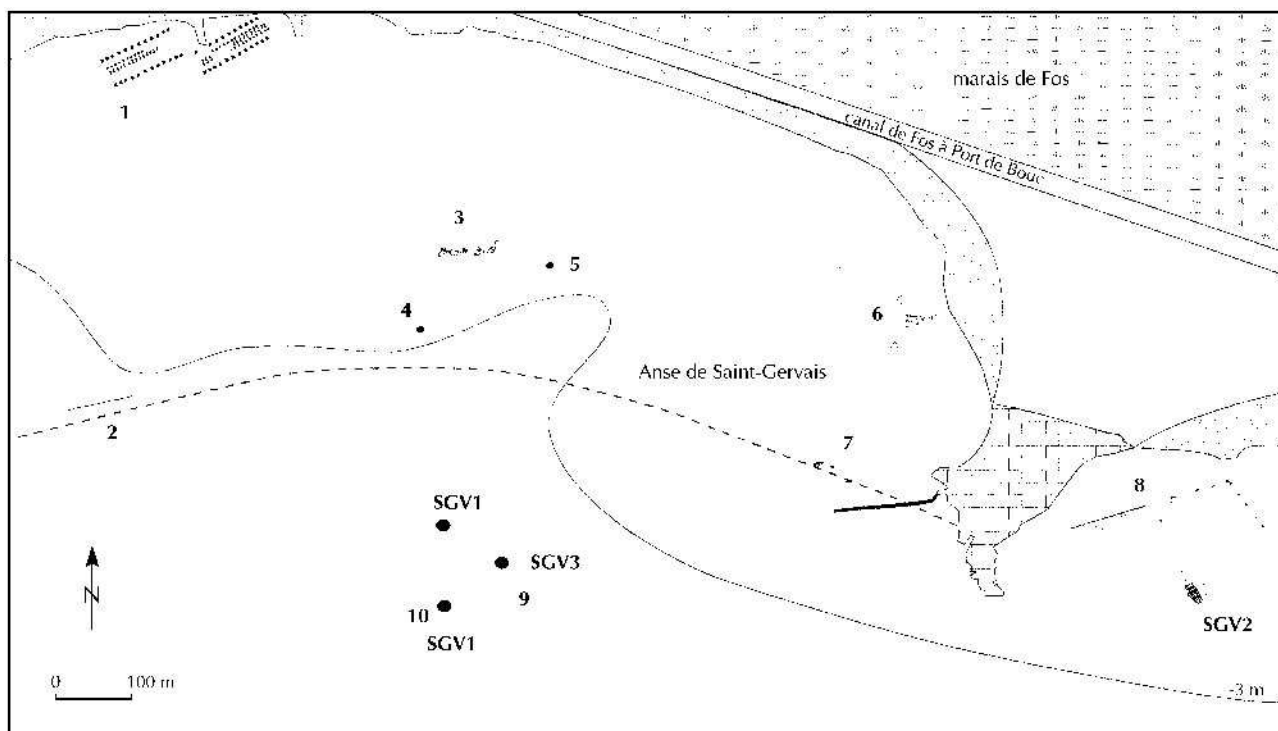 marais de Fos
canal de Fos à Port de Bouc
1
3
5
4
6
Anse de Saint-Gervais
2
7
8
SGV1
SGV3
N
10
9
SGV2
SGV1
0 100 m
-3 m